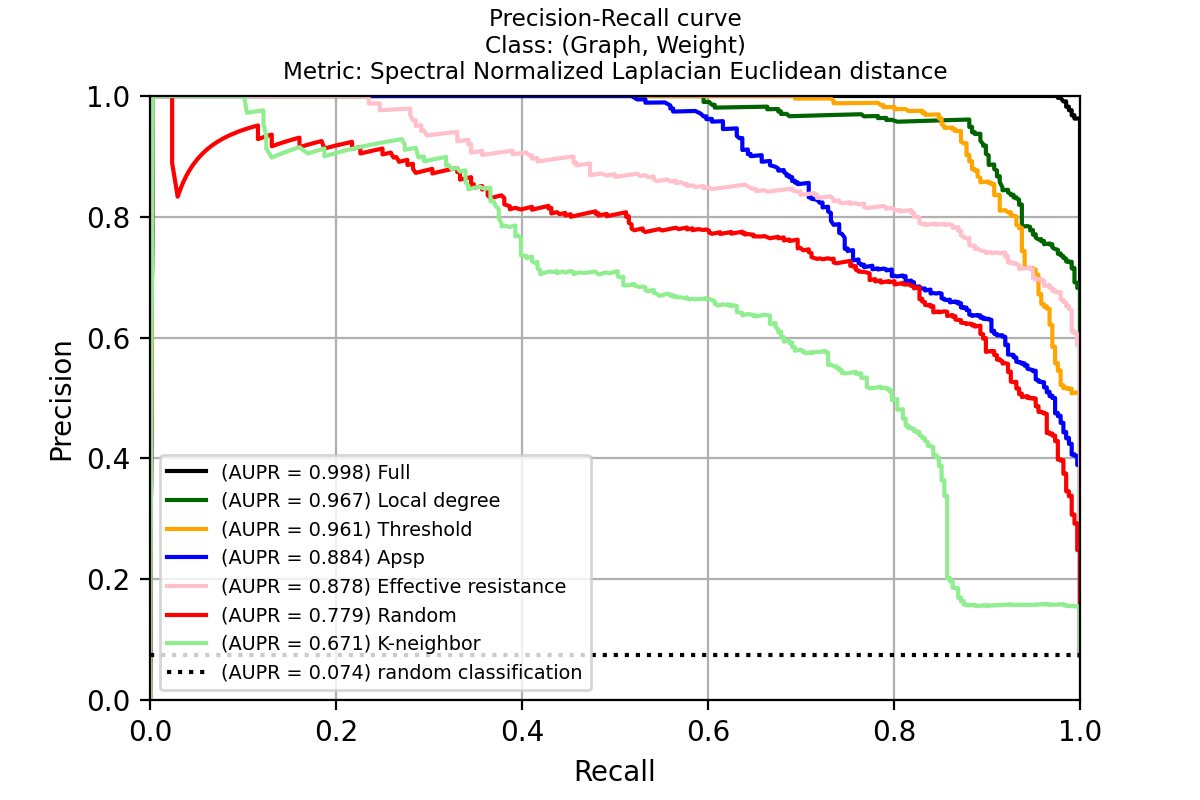 Precision-Recall curve
Class: (Graph, Weight)
Metric: Spectral Normalized Laplacian Euclidean distance
1.0
0.8
0.6
0.4
0.2
0.0
Precision
(AUPR = 0.998) Full
(AUPR = 0.967) Local degree
(AUPR = 0.961) Threshold
(AUPR = 0.884) Apsp
(AUPR = 0.878) Effective resistance
(AUPR = 0.779) Random
(AUPR = 0.671) K-neighbor
(AUPR = 0.074) random classification
0.0 0.2 0.4 0.6 0.8 1.0
Recall